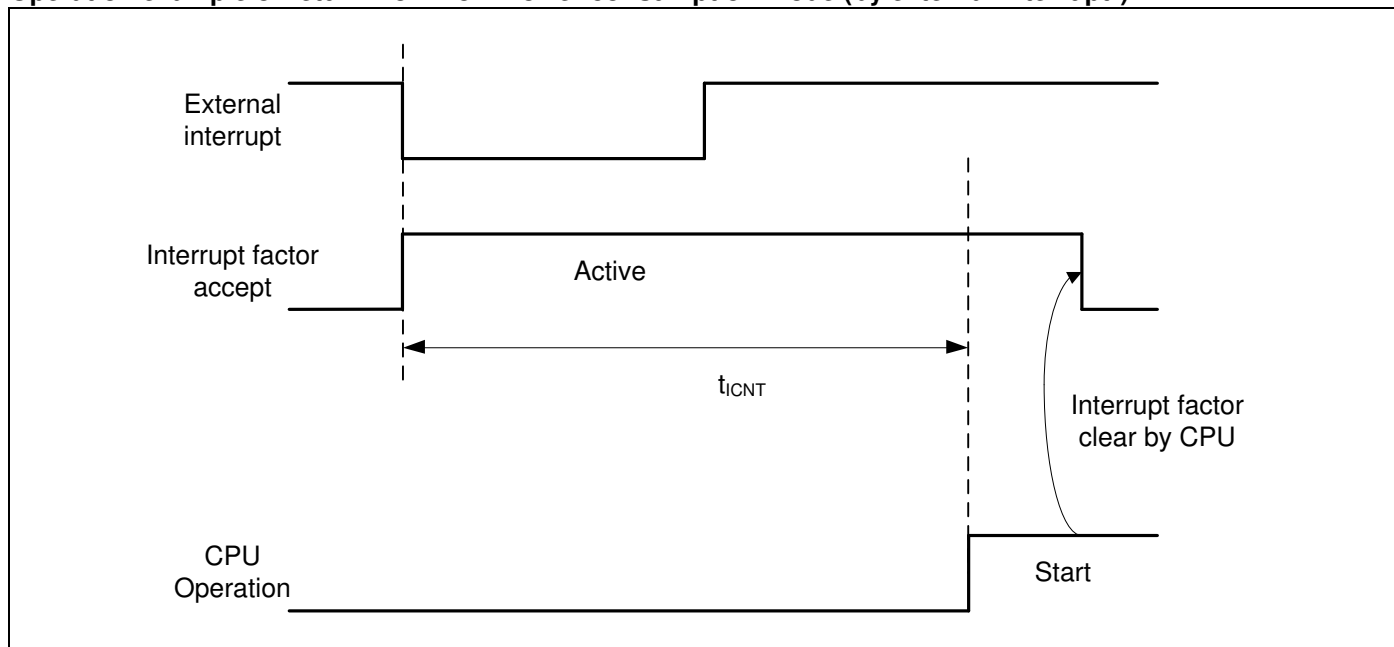 External
interrupt
Interrupt factor
accept
Active
tICNT
Interrupt factor
clear by CPU
CPU
Operation
Start